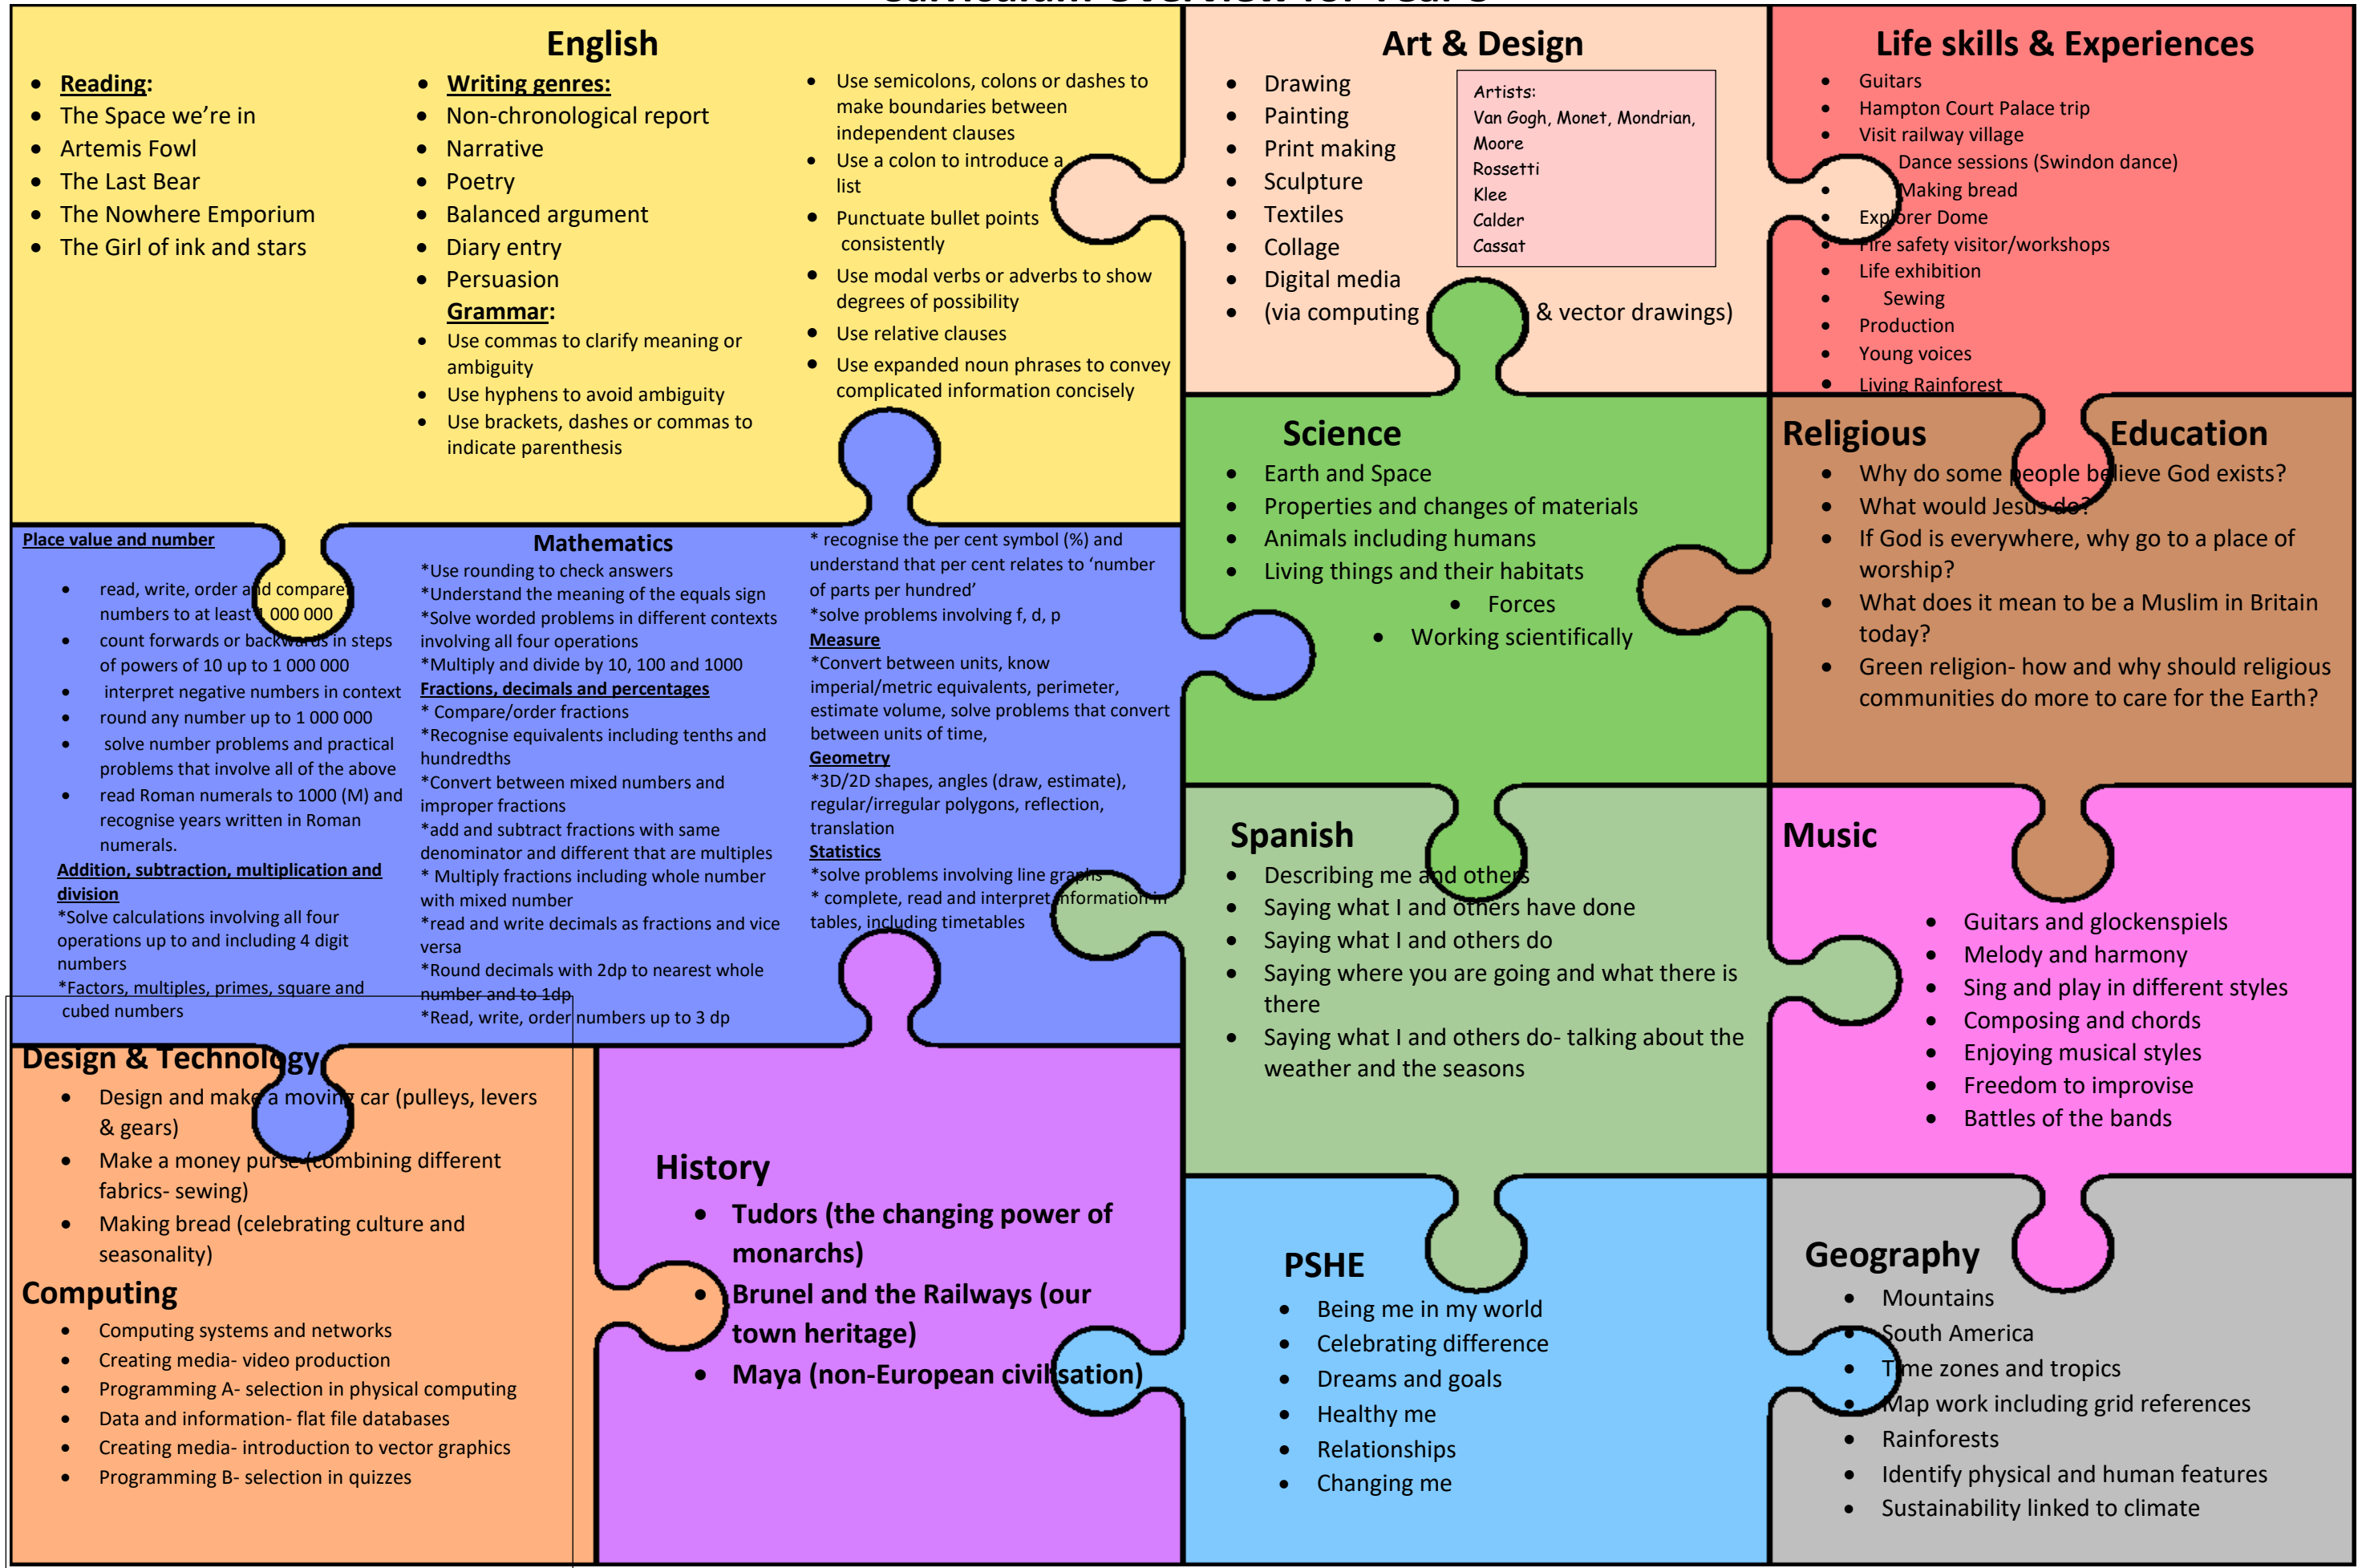 Curriculum Overview for Year 5
English
• Reading:
• The Space we're in
• Artemis Fowl
• The Last Bear
• The Nowhere Emporium
• The Girl of ink and stars
• Writing genres:
• Non-chronological report
• Narrative
• Poetry
• Balanced argument
• Diary entry
• Persuasion
Grammar:
• Use commas to clarify meaning or
ambiguity
• Use hyphens to avoid ambiguity
• Use brackets, dashes or commas to
indicate parenthesis
• Use semicolons, colons or dashes to
make boundaries between
independent clauses
• Use a colon to introduce a
list
• Punctuate bullet points
consistently
• Use modal verbs or adverbs to show
degrees of possibility
• Use relative clauses
• Use expanded noun phrases to convey
complicated information concisely
Art & Design
• Drawing
• Painting
• Print making
• Sculpture
• Textiles
• Collage
• Digital media
• (via computing & vector drawings)
Artists:
Van Gogh, Monet, Mondrian,
Moore
Rossetti
Klee
Calder
Cassat
Life skills & Experiences
• Guitars
• Hampton Court Palace trip
• Visit railway village
Dance sessions (Swindon dance)
• Making bread
• Explorer Dome
• Fire safety visitor/workshops
• Life exhibition
• Sewing
• Production
• Young voices
• Living Rainforest
Place value and number
• read, write, order and compare
numbers to at least 1 000 000
• count forwards or backwards in steps
of powers of 10 up to 1 000 000
• interpret negative numbers in context
• round any number up to 1 000 000
• solve number problems and practical
problems that involve all of the above
• read Roman numerals to 1000 (M) and
recognise years written in Roman
numerals.
Addition, subtraction, multiplication and
division
*Solve calculations involving all four
operations up to and including 4 digit
numbers
*Factors, multiples, primes, square and
cubed numbers
Mathematics
*Use rounding to check answers
*Understand the meaning of the equals sign
*Solve worded problems in different contexts
involving all four operations
*Multiply and divide by 10, 100 and 1000
Fractions, decimals and percentages
* Compare/order fractions
*Recognise equivalents including tenths and
hundredths
*Convert between mixed numbers and
improper fractions
*add and subtract fractions with same
denominator and different that are multiples
* Multiply fractions including whole number
with mixed number
*read and write decimals as fractions and vice
versa
*Round decimals with 2dp to nearest whole
number and to 1dp
*Read, write, order numbers up to 3 dp
* recognise the per cent symbol (%) and
understand that per cent relates to 'number
of parts per hundred'
*solve problems involving f, d, p
Measure
*Convert between units, know
imperial/metric equivalents, perimeter,
estimate volume, solve problems that convert
between units of time,
Geometry
*3D/2D shapes, angles (draw, estimate),
regular/irregular polygons, reflection,
translation
Statistics
*solve problems involving line graphs
* complete, read and interpret information in
tables, including timetables
Science
• Earth and Space
• Properties and changes of materials
• Animals including humans
• Living things and their habitats
• Forces
• Working scientifically
Religious Education
• Why do some people believe God exists?
• What would Jesus do?
• If God is everywhere, why go to a place of
worship?
• What does it mean to be a Muslim in Britain
today?
• Green religion- how and why should religious
communities do more to care for the Earth?
Spanish
• Describing me and others
• Saying what I and others have done
• Saying what I and others do
• Saying where you are going and what there is
there
• Saying what I and others do- talking about the
weather and the seasons
Music
• Guitars and glockenspiels
• Melody and harmony
• Sing and play in different styles
• Composing and chords
• Enjoying musical styles
• Freedom to improvise
• Battles of the bands
Design & Technology
• Design and make a moving car (pulleys, levers
& gears)
• Make a money purse (combining different
fabrics- sewing)
• Making bread (celebrating culture and
seasonality)
Computing
• Computing systems and networks
• Creating media- video production
• Programming A- selection in physical computing
• Data and information- flat file databases
• Creating media- introduction to vector graphics
• Programming B- selection in quizzes
History
• Tudors (the changing power of
monarchs)
• Brunel and the Railways (our
town heritage)
• Maya (non-European civilisation)
PSHE
• Being me in my world
• Celebrating difference
• Dreams and goals
• Healthy me
• Relationships
• Changing me
Geography
• Mountains
• South America
• Time zones and tropics
• Map work including grid references
• Rainforests
• Identify physical and human features
• Sustainability linked to climate